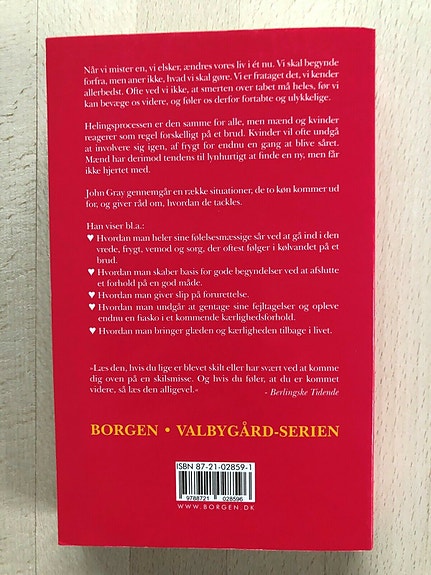 Når vi mister en, vi elsker, ændres vores liv i ét nu. Vi skal begynde
forfra, men aner ikke, hvad vi skal gøre. Vi er frataget det, vi kender
allerbedst. Ofte ved vi ikke, at smerten over tabet må heles, før vi
kan bevæge os videre, og føler os derfor fortabte og ulykkelige.
Helingsprocessen er den samme for alle, men mænd og kvinder
reagerer som regel forskelligt på et brud. Kvinder vil ofte undgå
at involvere sig igen, af frygt for endnu en gang at blive såret.
Mænd har derimod tendens til lynhurtigt at finde en ny, men får
ikke hjertet med.
John Gray gennemgår en række situationer, de to køn kommer ud
for, og giver råd om, hvordan de tackles.
Han viser bl.a.:
♥ Hvordan man heler sine følelsesmæssige sår ved at gå ind i den
vrede, frygt, vemod og sorg, der oftest følger i kølvandet på et
brud.
♥ Hvordan man skaber basis for gode begyndelser ved at afslutte
et forhold på en god måde.
♥ Hvordan man giver slip på forurettelse.
♥ Hvordan man undgår at gentage sine fejltagelser og opleve
endnu en fiasko i et kommende kærlighedsforhold.
♥ Hvordan man bringer glæden og kærligheden tilbage i livet.
»Læs den, hvis du lige er blevet skilt eller har svært ved at komme
dig oven på en skilsmisse. Og hvis du føler, at du er kommet
videre, så læs den alligevel.«
- Berlingske Tidende
BORGEN • VALBYGÅRD-SERIEN
ISBN 87-21-02859-1
9788721 028596
WWW.BORGEN.DK